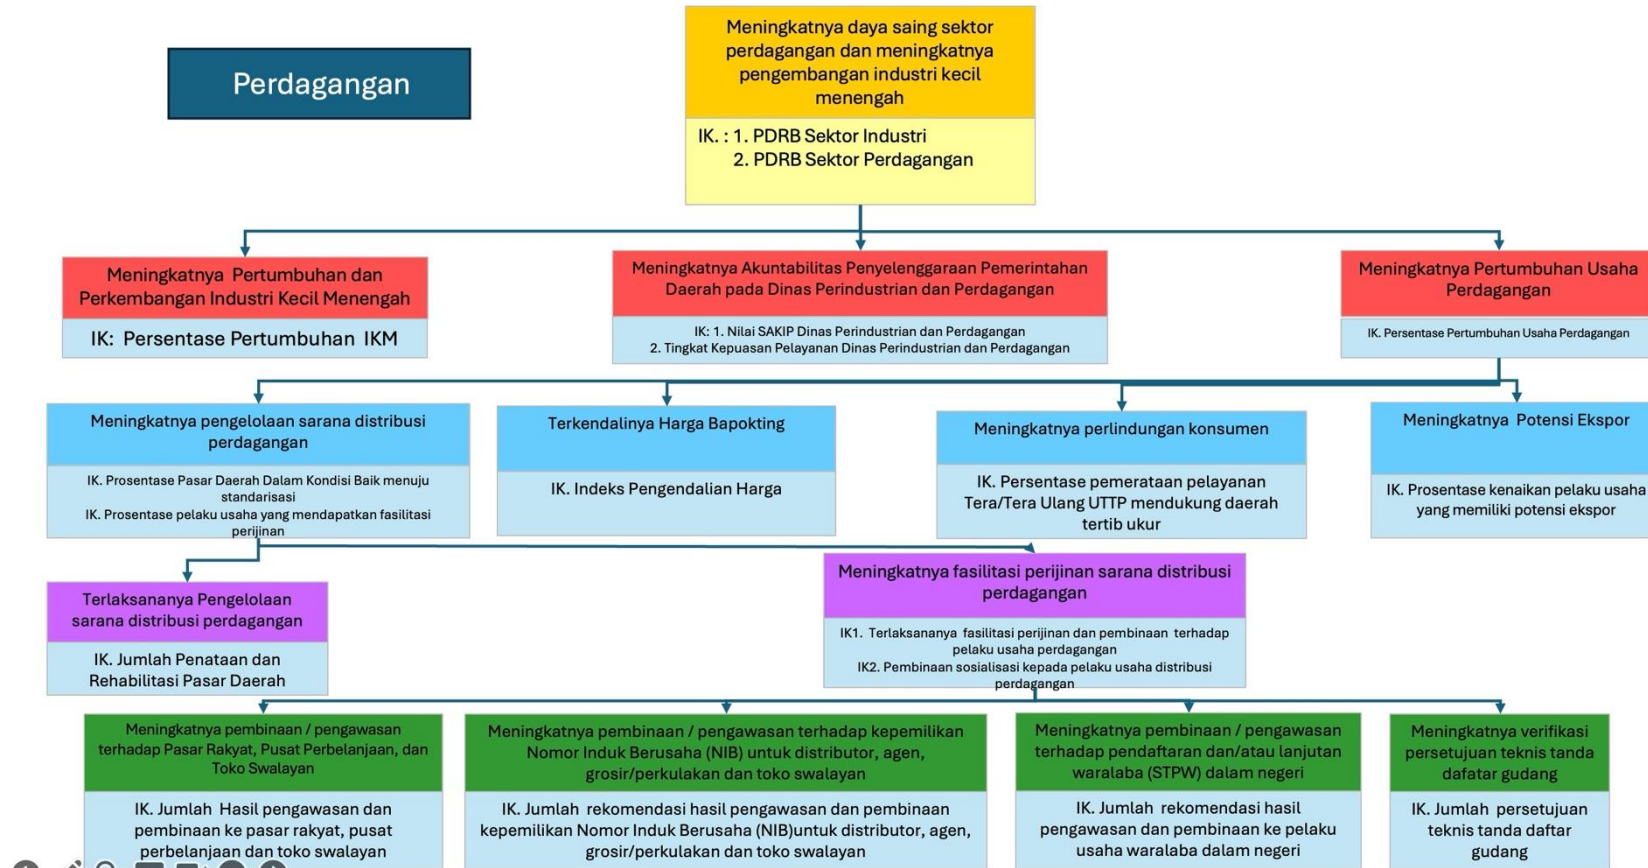 Perdagangan
Meningkatnya daya saing sektor
perdagangan dan meningkatnya
pengembangan industri kecil
menengah
IK. : 1. PDRB Sektor Industri
2. PDRB Sektor Perdagangan
Meningkatnya Pertumbuhan dan
Perkembangan Industri Kecil Menengah
IK: Persentase Pertumbuhan IKM
Meningkatnya Akuntabilitas Penyelenggaraan Pemerintahan
Daerah pada Dinas Perindustrian dan Perdagangan
IK: 1. Nilai SAKIP Dinas Perindustrian dan Perdagangan
2. Tingkat Kepuasan Pelayanan Dinas Perindustrian dan Perdagangan
Meningkatnya Pertumbuhan Usaha
Perdagangan
IK. Persentase Pertumbuhan Usaha Perdagangan
Meningkatnya pengelolaan sarana distribusi
perdagangan
IK. Prosentase Pasar Daerah Dalam Kondisi Baik menuju
standarisasi
IK. Prosentase pelaku usaha yang mendapatkan fasilitasi
perijinan
Terkendalinya Harga Bapokting
IK. Indeks Pengendalian Harga
Meningkatnya perlindungan konsumen
IK. Persentase pemerataan pelayanan
Tera/Tera Ulang UTTP mendukung daerah
tertib ukur
Meningkatnya Potensi Ekspor
IK. Prosentase kenaikan pelaku usaha
yang memiliki potensi ekspor
Terlaksananya Pengelolaan
sarana distribusi perdagangan
IK. Jumlah Penataan dan
Rehabilitasi Pasar Daerah
Meningkatnya fasilitasi perijinan sarana distribusi
perdagangan
IK1. Terlaksananya fasilitasi perijinan dan pembinaan terhadap
pelaku usaha perdagangan
IK2. Pembinaan sosialisasi kepada pelaku usaha distribusi
perdagangan
Meningkatnya pembinaan / pengawasan
terhadap Pasar Rakyat, Pusat Perbelanjaan, dan
Toko Swalayan
IK. Jumlah Hasil pengawasan dan
pembinaan ke pasar rakyat, pusat
perbelanjaan dan toko swalayan
Meningkatnya pembinaan / pengawasan terhadap kepemilikan
Nomor Induk Berusaha (NIB) untuk distributor, agen,
grosir/perkulakan dan toko swalayan
IK. Jumlah rekomendasi hasil pengawasan dan pembinaan
kepemilikan Nomor Induk Berusaha (NIB)untuk distributor, agen,
grosir/perkulakan dan toko swalayan
Meningkatnya pembinaan / pengawasan
terhadap pendaftaran dan/atau lanjutan
waralaba (STPW) dalam negeri
IK. Jumlah rekomendasi hasil
pengawasan dan pembinaan ke pelaku
usaha waralaba dalam negeri
Meningkatnya verifikasi
persetujuan teknis tanda
dafatar gudang
IK. Jumlah persetujuan
teknis tanda daftar
gudang